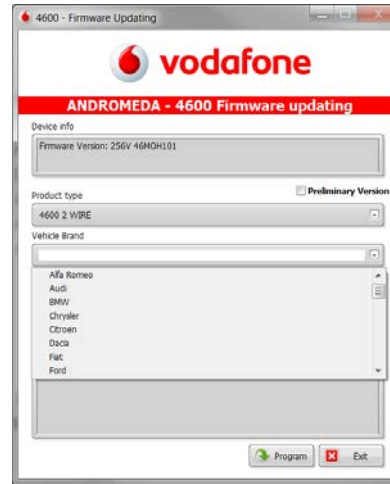 4600 - Firmware Updating
vodafone
ANDROMEDA - 4600 Firmware updating
Device info
Firmware Version: 256V 46MOH101
Product type
Preliminary Version
4600 2 WIRE
Vehicle Brand
Alfa Romeo
Audi
BMW
Chrysler
Citroen
Dacia
Fiat
Ford
Program
Exit